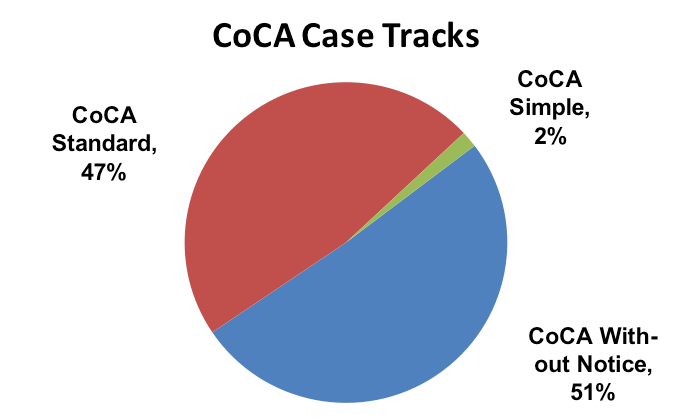 CoCA Case Tracks
CoCA
Simple,
2%
CoCA
Standard,
47%
CoCA With-
out Notice,
51%